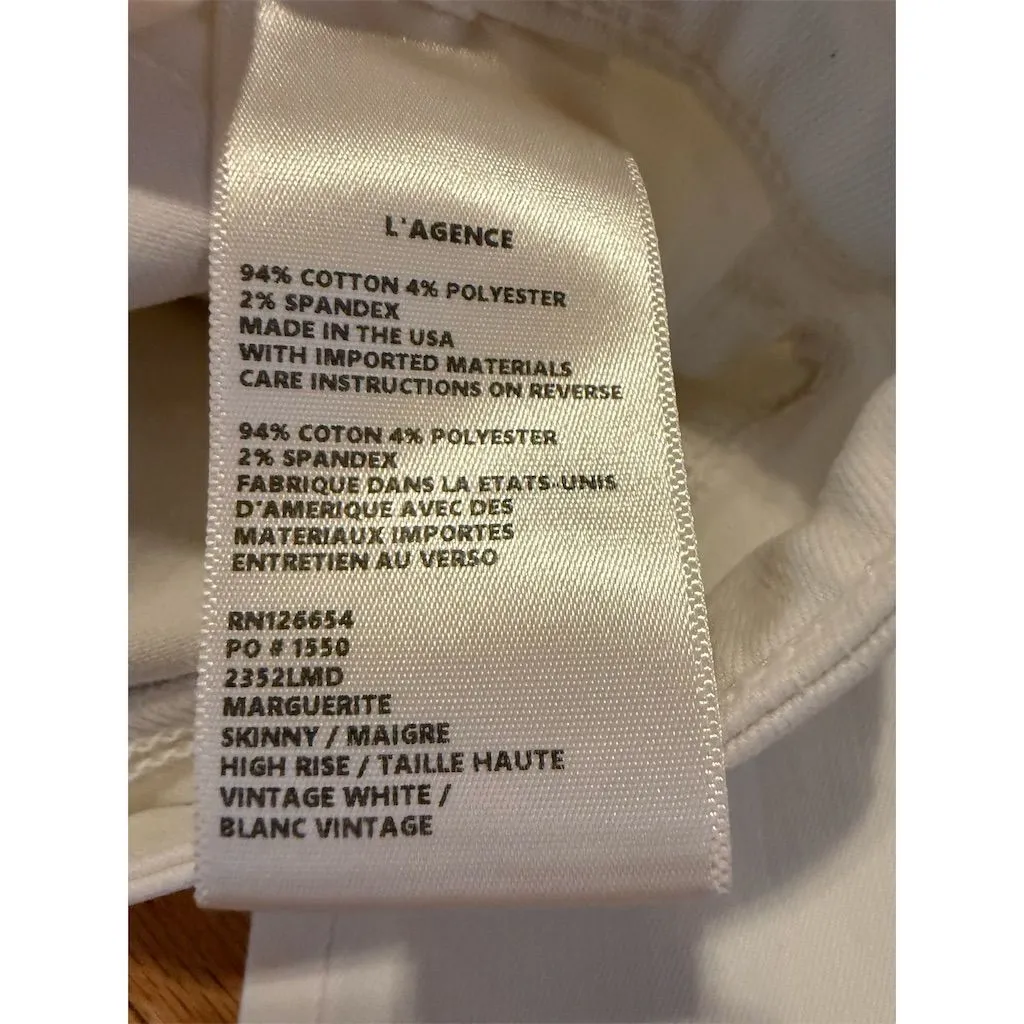 L'AGENCE
94% COTTON 4% POLYESTER
2% SPANDEX
MADE IN THE USA
WITH IMPORTED MATERIALS
CARE INSTRUCTIONS ON REVERSE
94% COTON 4% POLYESTER
2% SPANDEX
FABRIQUE DANS LA ETATS-UNIS
D'AMERIQUE AVEC DES
MATERIAUX IMPORTES
ENTRETIEN AU VERSO
RN126654
PO # 1550
2352LMD
MARGUERITE
SKINNY / MAIGRE
HIGH RISE / TAILLE HAUTE
VINTAGE WHITE /
BLANC VINTAGE